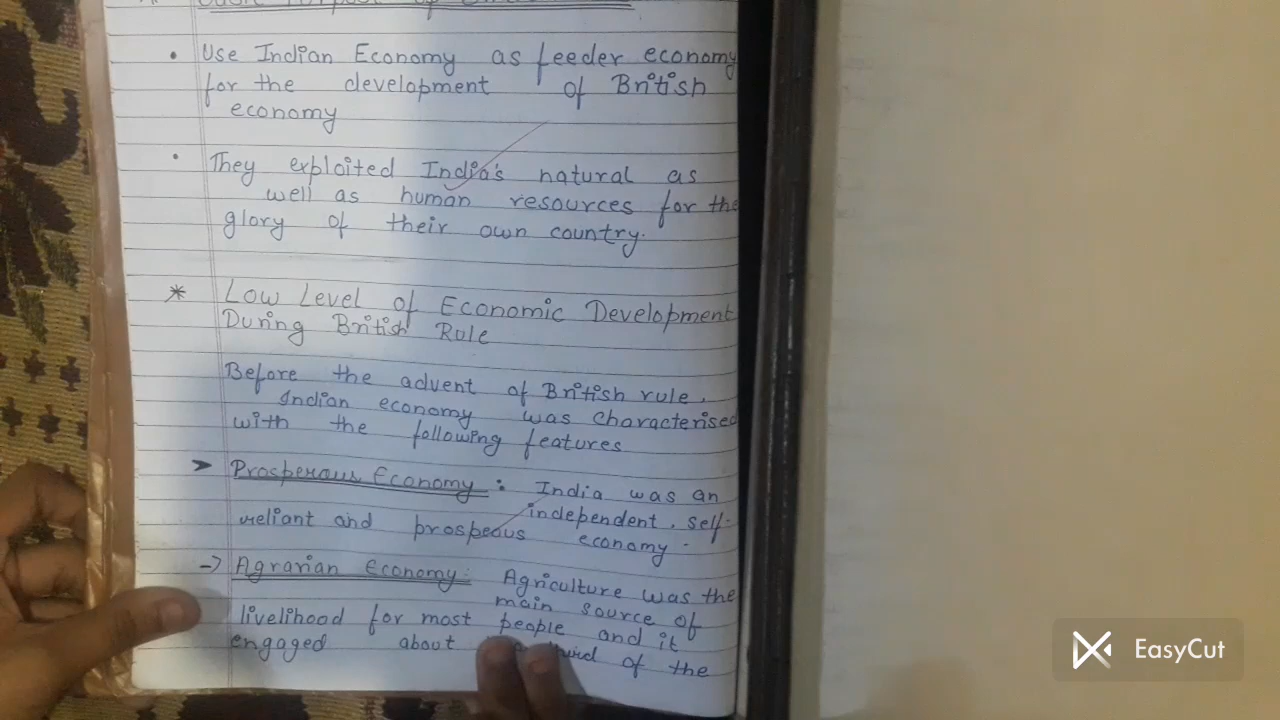 Use Indian Economy as feeder economy
for the development of British
economy
They exploited India's natural as
well as human resources for the
glory of their own country.
* Low Level of Economic Development
During British Rule
Before the advent of British rule,
Indian economy was characterised
with the following features
➤ Prosperous Economy: India was an
independent, self-
reliant and prospeous economy.
-> Agrarian Economy: Agriculture was the
main source of
livelihood for most people and it
engaged about third of the
EasyCut